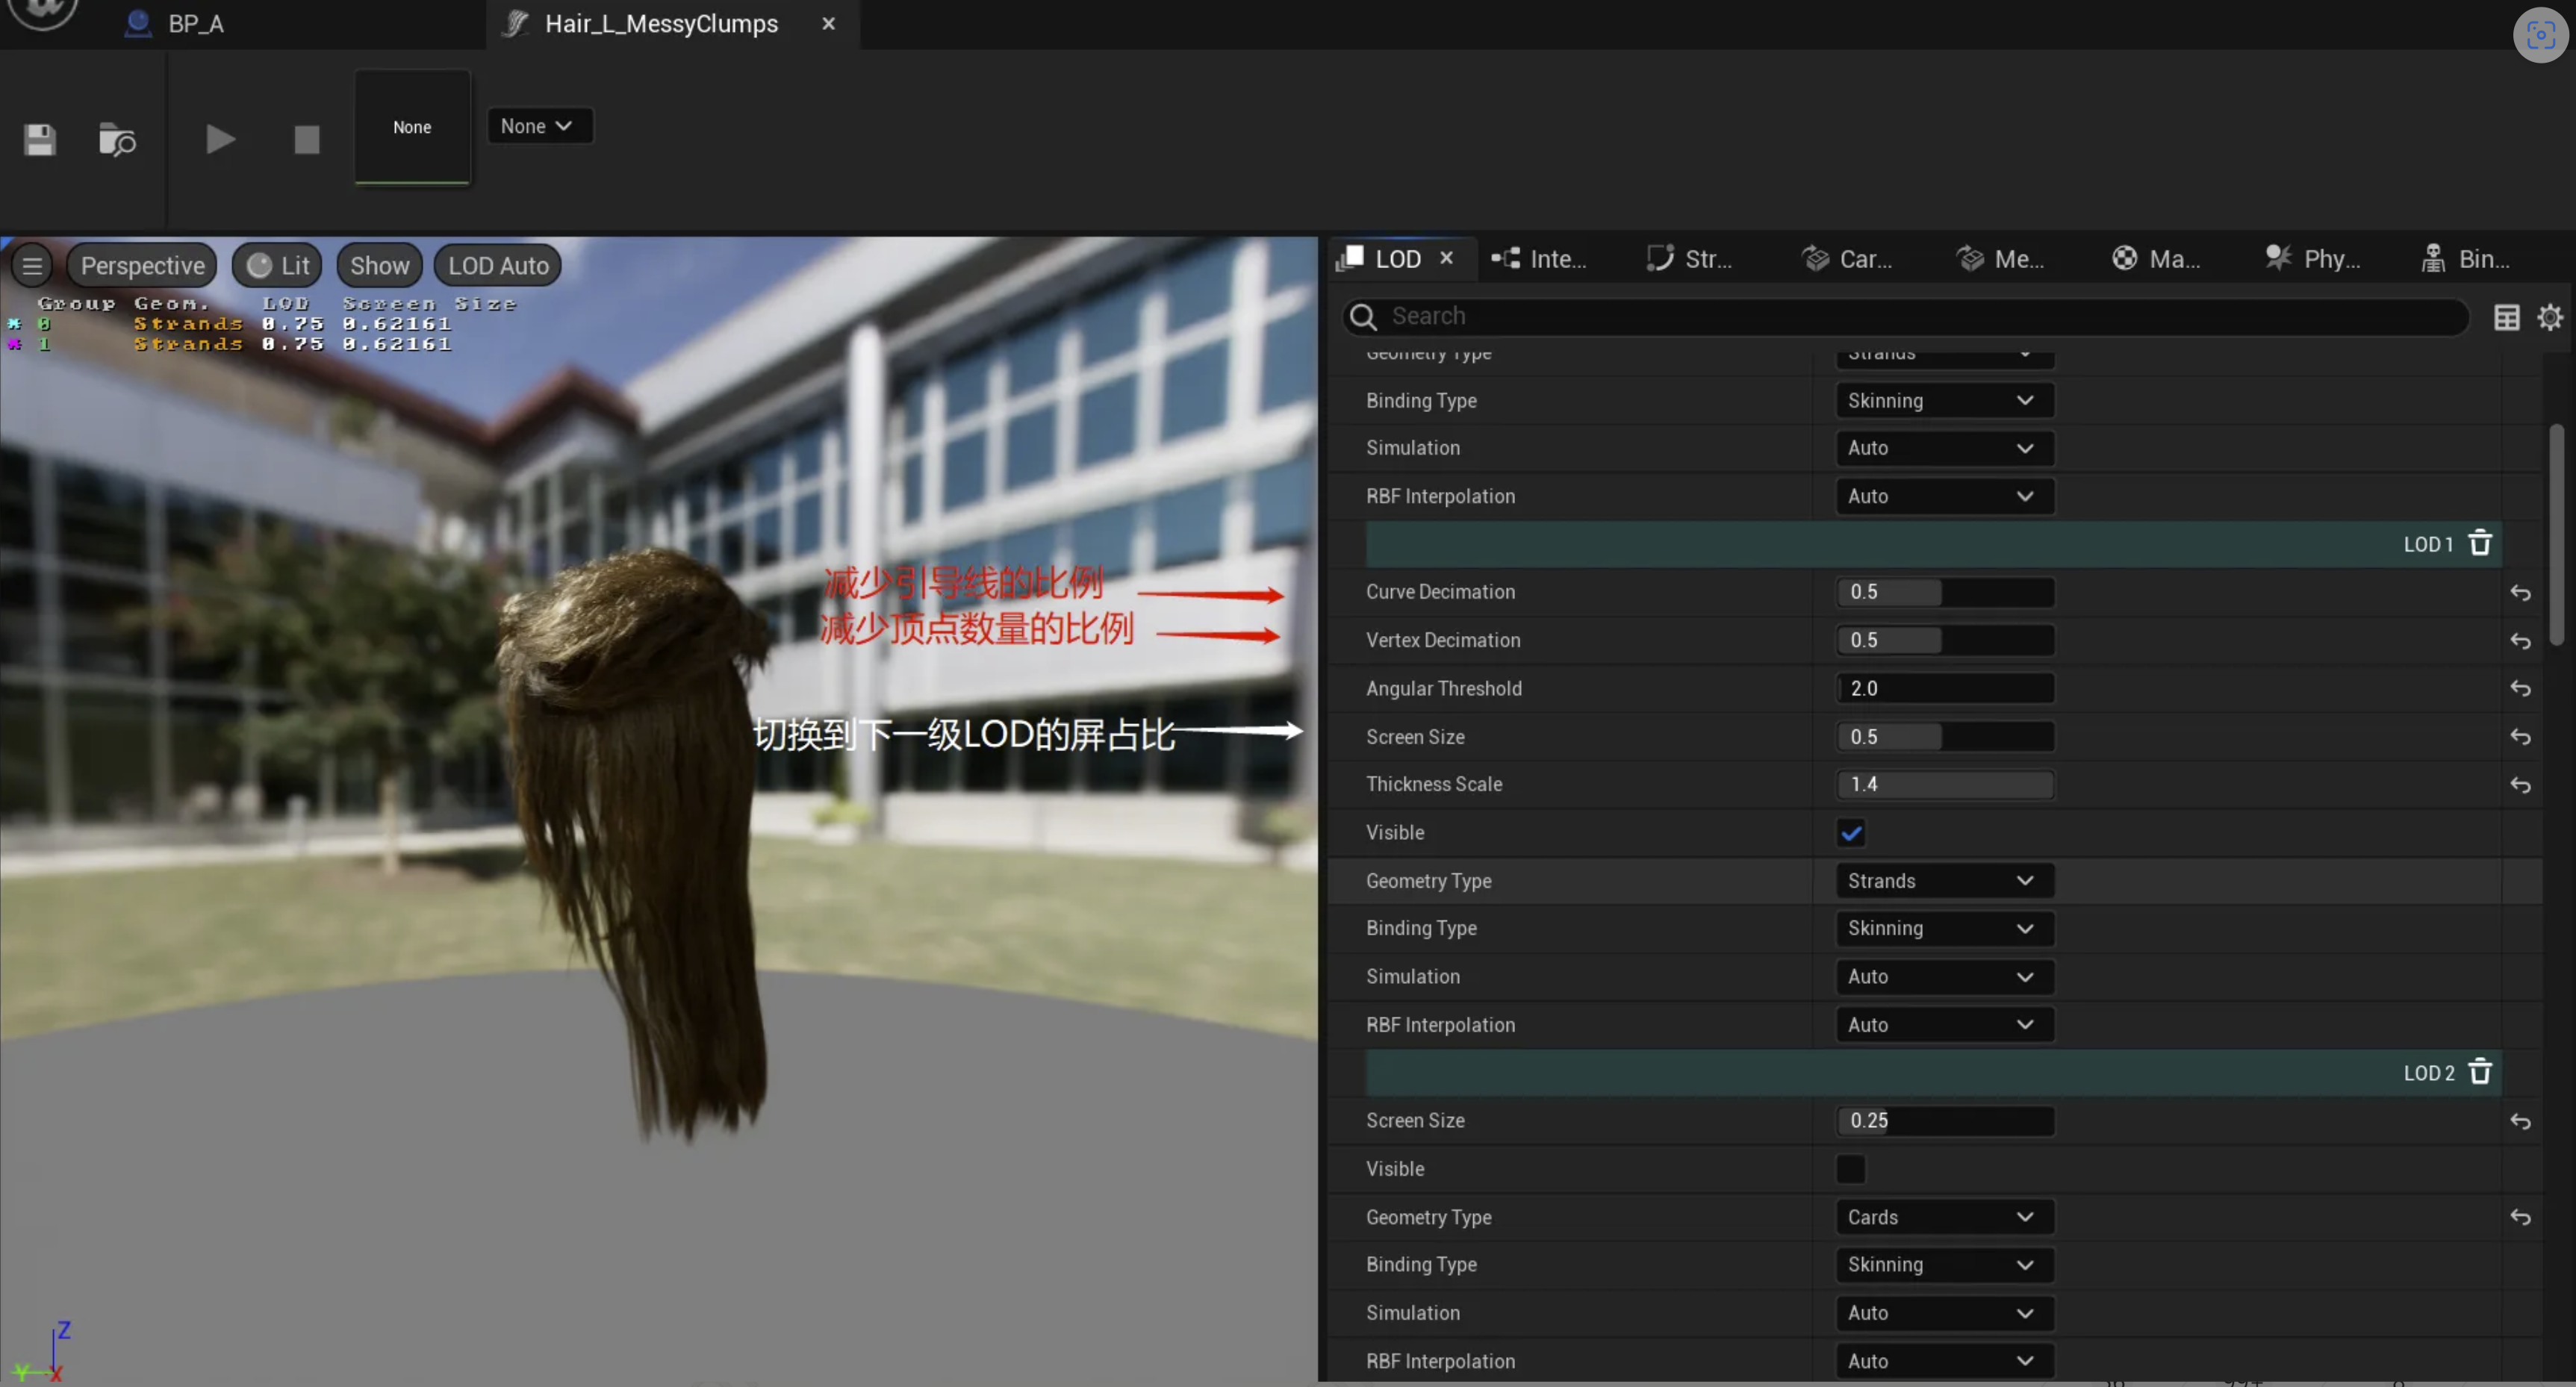 BP_A
Hair_L_MessyClumps
None
None
Perspective
Lit
Show
LOD Auto
Group Geom. LOD Screen Size
0 Strands 0.75 0.62161
1 Strands 0.75 0.62161
减少引导线的比例
减少顶点数量的比例
切换到下一级LOD的屏占比
Z
Y
X
LOD
Inte...
Str...
Car...
Me...
Ma...
Phy...
Bin...
Search
Geometry Type Strands
Binding Type Skinning
Simulation Auto
RBF Interpolation Auto
LOD 1
Curve Decimation 0.5
Vertex Decimation 0.5
Angular Threshold 2.0
Screen Size 0.5
Thickness Scale 1.4
Visible
Geometry Type Strands
Binding Type Skinning
Simulation Auto
RBF Interpolation Auto
LOD 2
Screen Size 0.25
Visible
Geometry Type Cards
Binding Type Skinning
Simulation Auto
RBF Interpolation Auto